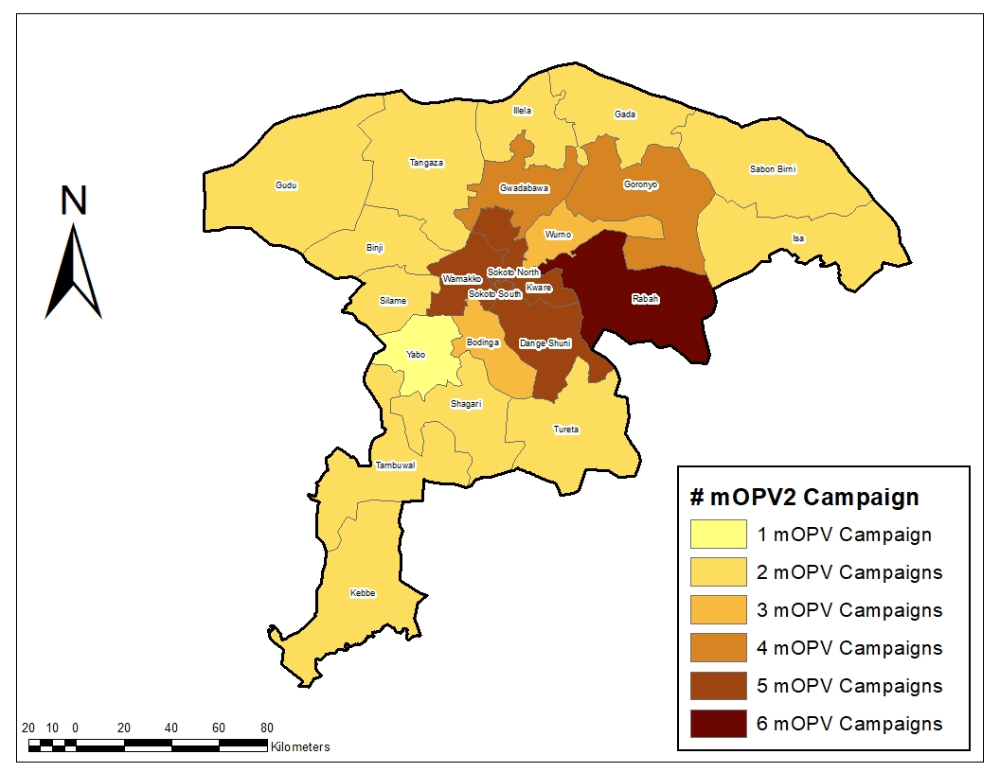 Illela
Gada
Tangaza
Sabon Birni
Gudu
Gwadabawa
Goronyo
N
Wurno
Isa
Binji
Sokoto North
Wamakko
Kware
Sokoto South
Silame
Rabah
Bodinga
Dange Shuni
Yabo
Shagari
Tureta
Tambuwal
Kebbe
# mOPV2 Campaign
1 mOPV Campaign
2 mOPV Campaigns
3 mOPV Campaigns
4 mOPV Campaigns
5 mOPV Campaigns
6 mOPV Campaigns
20 10 0 20 40 60 80
Kilometers